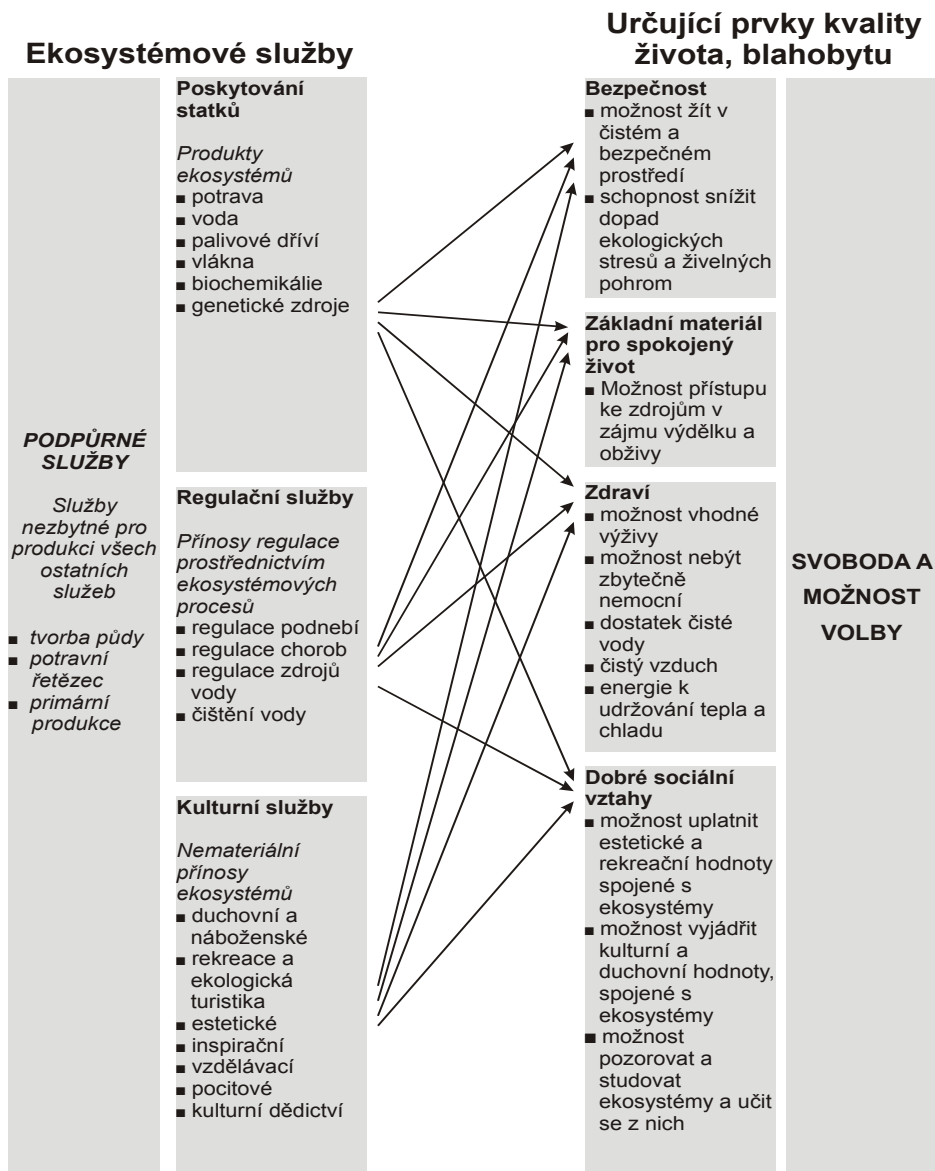 Ekosystémové služby
Určující prvky kvality
života, blahobytu
PODPŮRNÉ
SLUŽBY
Služby
nezbytné pro
produkci všech
ostatních
služeb
■ tvorba půdy
■ potravní
řetězec
■ primární
produkce
Poskytování
statků
Produkty
ekosystémů
■ potrava
■ voda
■ palivové dříví
■ vlákna
■ biochemikálie
■ genetické zdroje
Regulační služby
Přínosy regulace
prostřednictvím
ekosystémových
procesů
■ regulace podnebí
■ regulace chorob
■ regulace zdrojů
vody
■ čištění vody
Kulturní služby
Nemateriální
přínosy
ekosystémů
■ duchovní a
náboženské
■ rekreace a
ekologická
turistika
■ estetické
■ inspirační
■ vzdělávací
■ pocitové
■ kulturní dědictví
Bezpečnost
■ možnost žít v
čistém a
bezpečném
prostředí
■ schopnost snížit
dopad
ekologických
stresů a živelných
pohrom
Základní materiál
pro spokojený
život
■ Možnost přístupu
ke zdrojům v
zájmu výdělku a
obživy
Zdraví
■ možnost vhodné
výživy
■ možnost nebýt
zbytečně
nemocní
■ dostatek čisté
vody
■ čistý vzduch
■ energie k
udržování tepla a
chladu
Dobré sociální
vztahy
■ možnost uplatnit
estetické a
rekreační hodnoty
spojené s
ekosystémy
■ možnost vyjádřit
kulturní a
duchovní hodnoty,
spojené s
ekosystémy
■ možnost
pozorovat a
studovat
ekosystémy a učit
se z nich
SVOBODA A
MOŽNOST
VOLBY